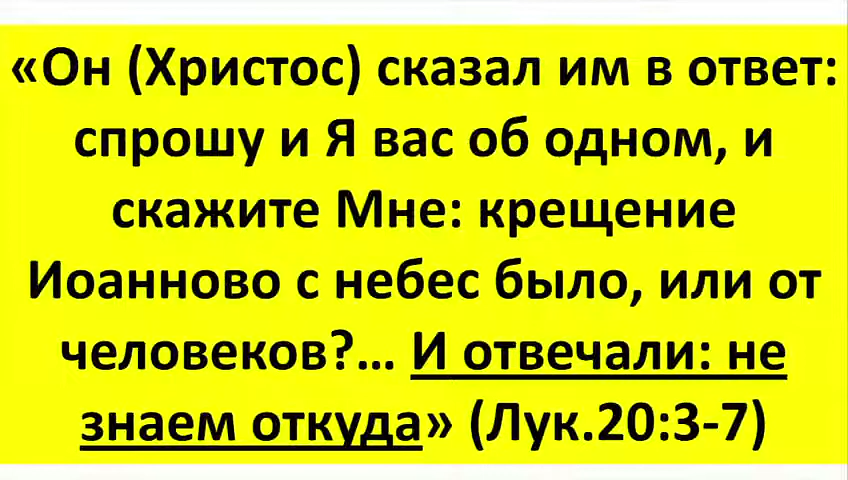 «Он (Христос) сказал им в ответ:
спрошу и Я вас об одном, и
скажите Мне: крещение
Иоанново с небес было, или от
человеков?... И отвечали: не
знаем откуда» (Лук.20:3-7)